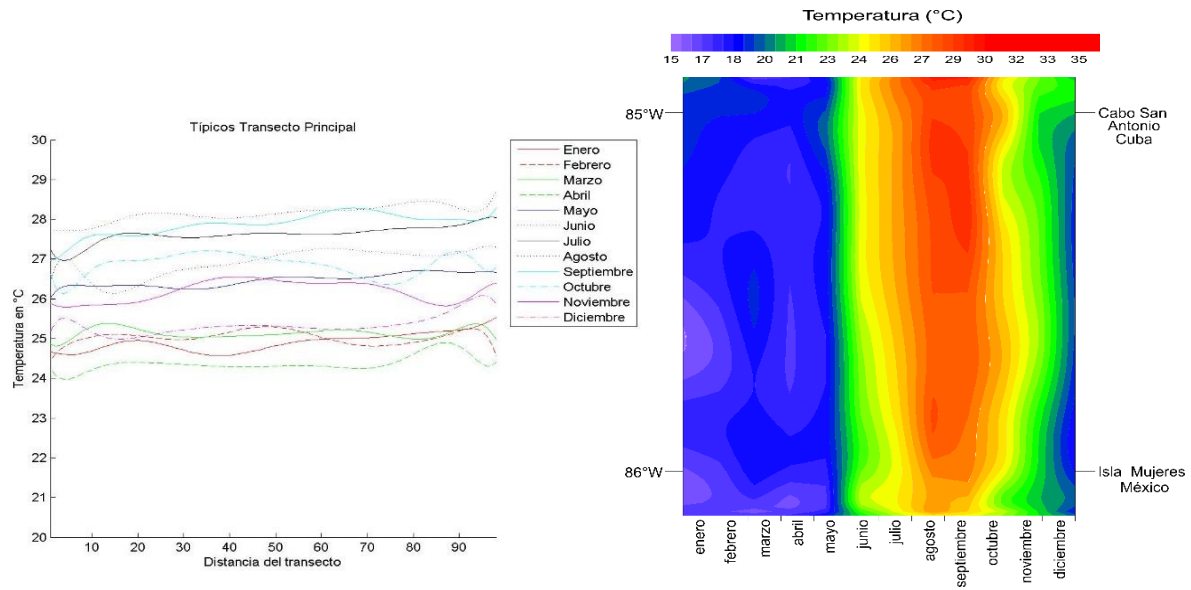 Típicos Transecto Principal
Temperatura en °C
30
29
28
27
26
25
24
23
22
21
20
10
20
30
40
50
60
70
80
90
Distancia del transecto
Enero
Febrero
Marzo
Abril
Mayo
Junio
Julio
Agosto
Septiembre
Octubre
Noviembre
Diciembre
Temperatura (°C)
15 17 18 20 21 23 24 26 27 29 30 32 33 35
85°W
Cabo San
Antonio
Cuba
86°W
Isla Mujeres
México
enero
febrero
marzo
abril
mayo
junio
julio
agosto
septiembre
octubre
noviembre
diciembre